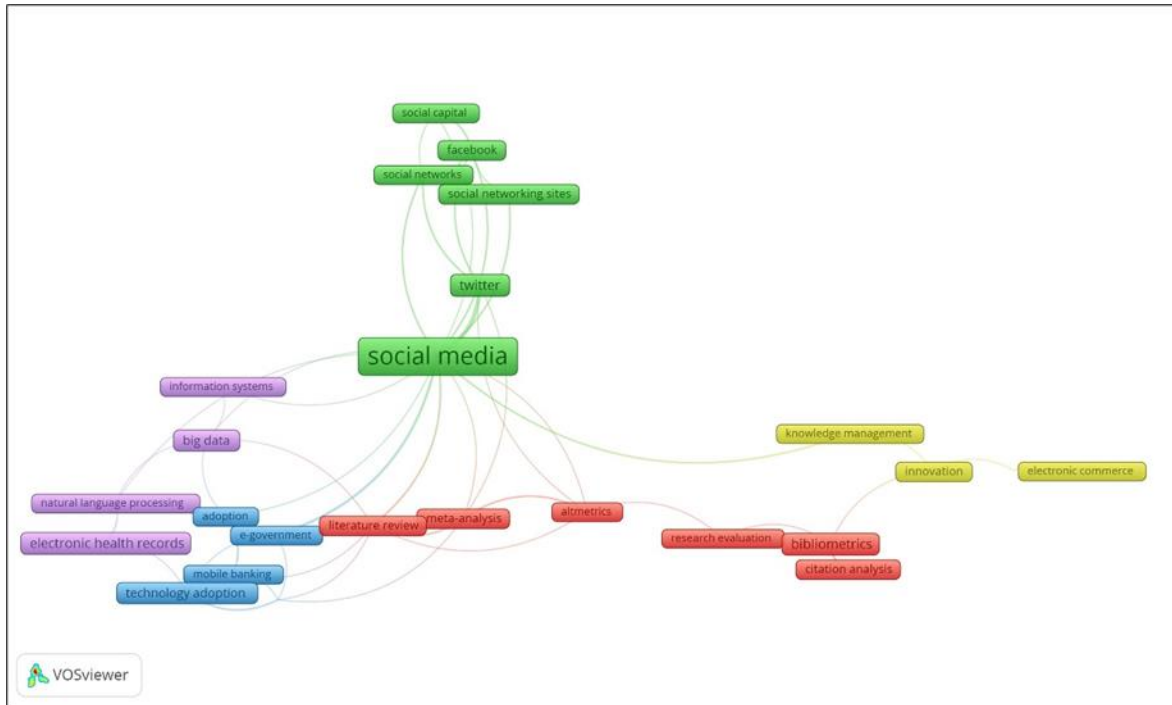 social capital
facebook
social networks
social networking sites
twitter
social media
information systems
big data
knowledge management
innovation
electronic commerce
natural language processing
adoption
e-government
literature review
meta-analysis
altmetrics
electronic health records
research evaluation
bibliometrics
citation analysis
mobile banking
technology adoption
VOSviewer